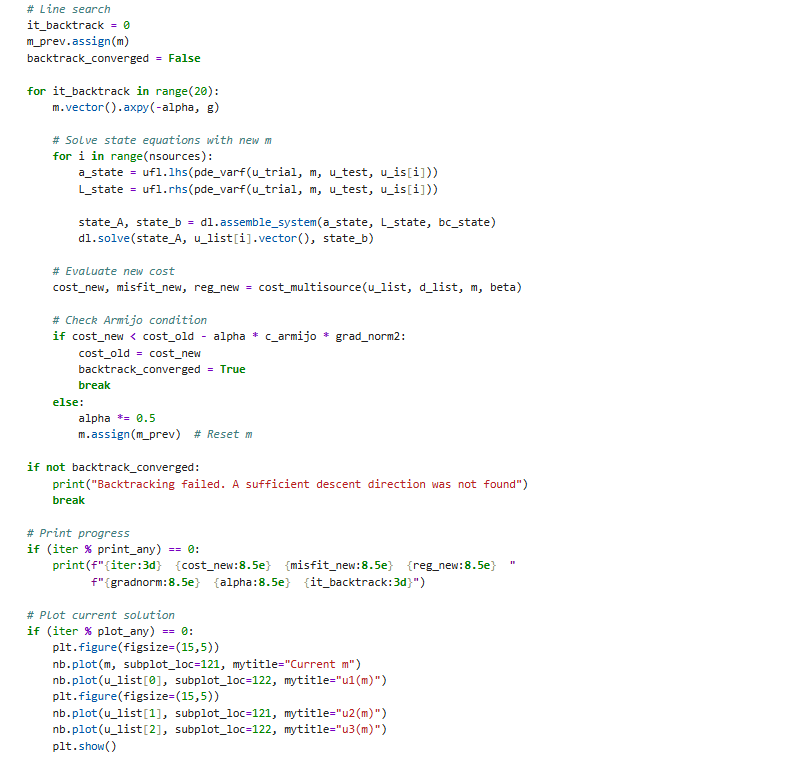 # Line search
it_backtrack = 0
m_prev.assign(m)
backtrack_converged = False
for it_backtrack in range(20):
m.vector().axpy(-alpha, g)
# Solve state equations with new m
for i in range(nsources):
a_state = ufl.lhs(pde_varf(u_trial, m, u_test, u_is[i]))
L_state = ufl.rhs(pde_varf(u_trial, m, u_test, u_is[i]))
state_A, state_b = dl.assemble_system(a_state, L_state, bc_state)
dl.solve(state_A, u_list[i].vector(), state_b)
# Evaluate new cost
cost_new, misfit_new, reg_new = cost_multisource(u_list, d_list, m, beta)
# Check Armijo condition
if cost_new < cost_old - alpha * c_armijo * grad_norm2:
cost_old = cost_new
backtrack_converged = True
break
else:
alpha *= 0.5
m.assign(m_prev)  # Reset m
if not backtrack_converged:
print("Backtracking failed. A sufficient descent direction was not found")
break
# Print progress
if (iter % print_any) == 0:
print(f"{iter:3d}  {cost_new:8.5e}  {misfit_new:8.5e}  {reg_new:8.5e}  "
f"{gradnorm:8.5e}  {alpha:8.5e}  {it_backtrack:3d}")
# Plot current solution
if (iter % plot_any) == 0:
plt.figure(figsize=(15,5))
nb.plot(m, subplot_loc=121, mytitle="Current m")
nb.plot(u_list[0], subplot_loc=122, mytitle="u1(m)")
plt.figure(figsize=(15,5))
nb.plot(u_list[1], subplot_loc=121, mytitle="u2(m)")
nb.plot(u_list[2], subplot_loc=122, mytitle="u3(m)")
plt.show()